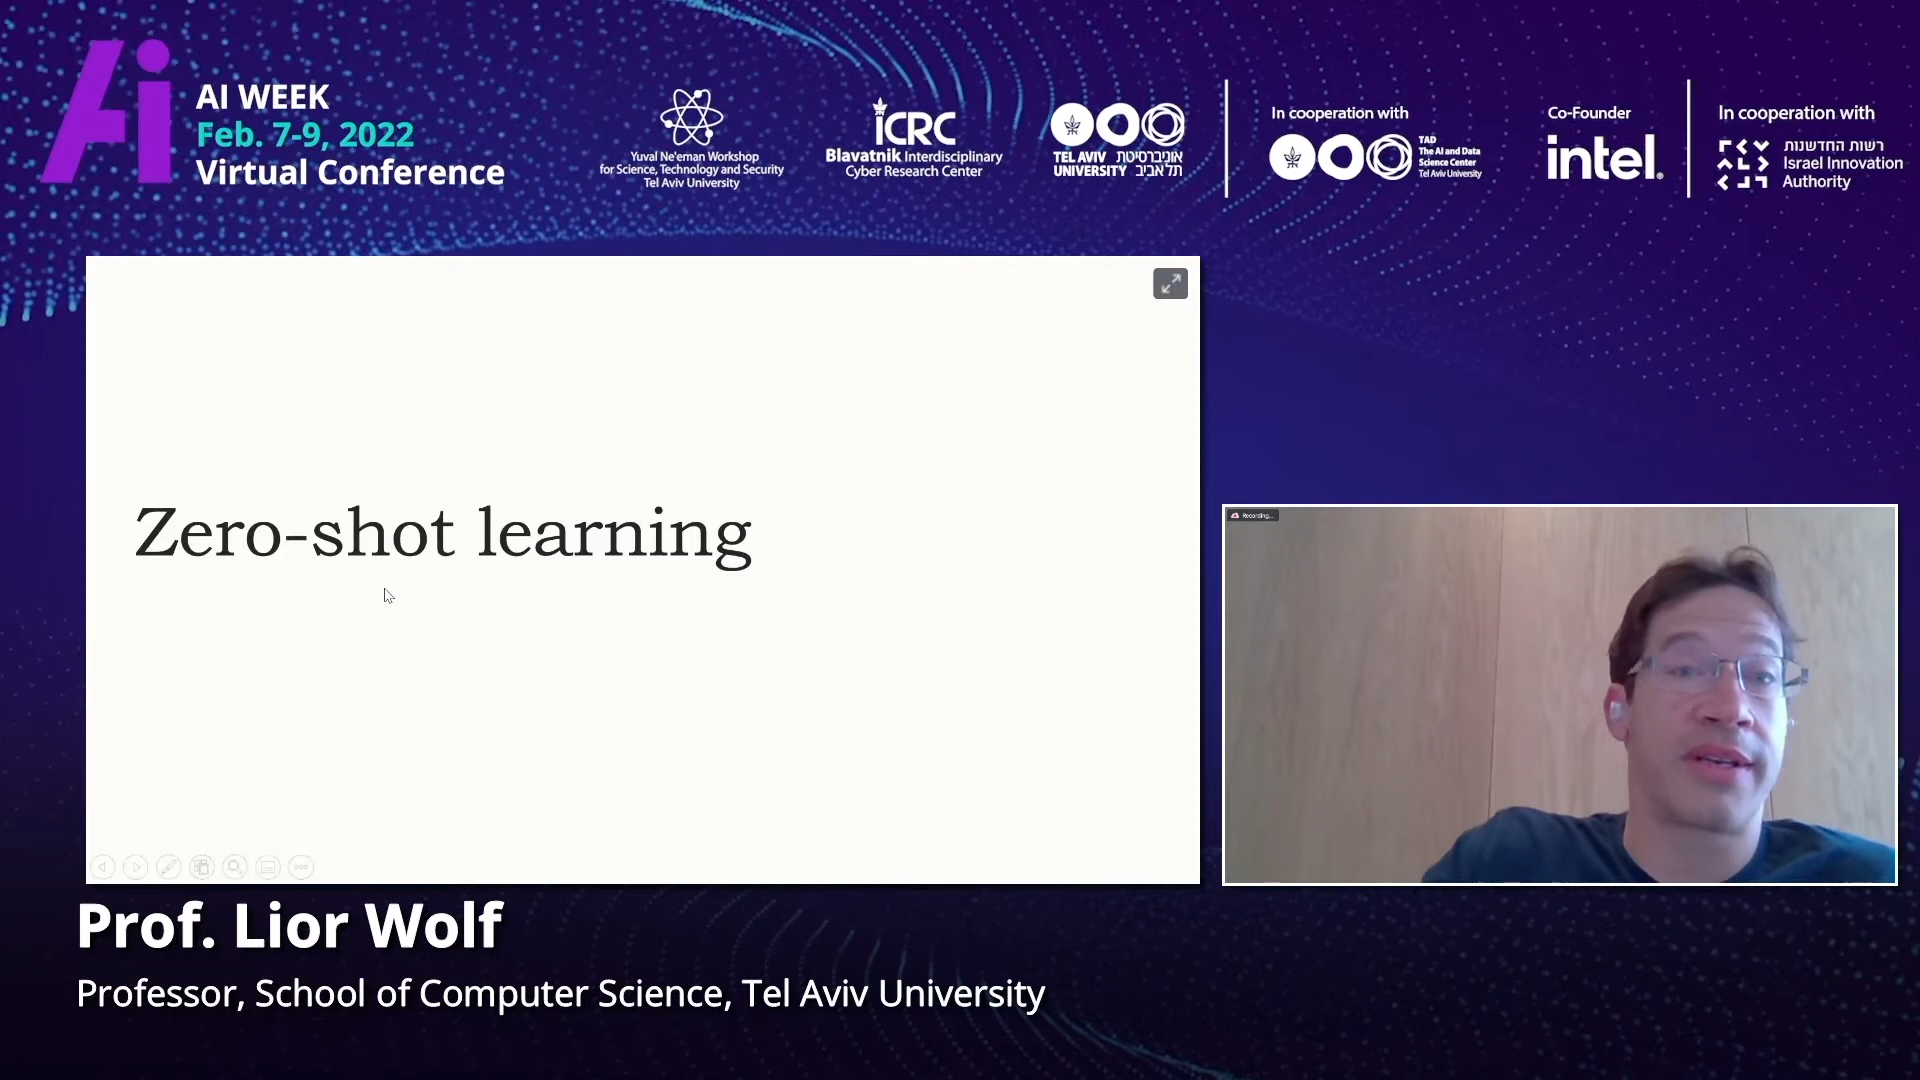 Ai
AI WEEK
Feb. 7-9, 2022
Virtual Conference
Yuval Ne'eman Workshop
for Science, Technology and Security
Tel Aviv University
iCRC
Blavatnik Interdisciplinary
Cyber Research Center
TEL AVIV אוניברסיטת
UNIVERSITY תל אביב
In cooperation with
TAD
The AI and Data
Science Center
Tel Aviv University
Co-Founder
intel®
In cooperation with
רשות החדשנות
Israel Innovation
Authority
Zero-shot learning
Recording...
Prof. Lior Wolf
Professor, School of Computer Science, Tel Aviv University